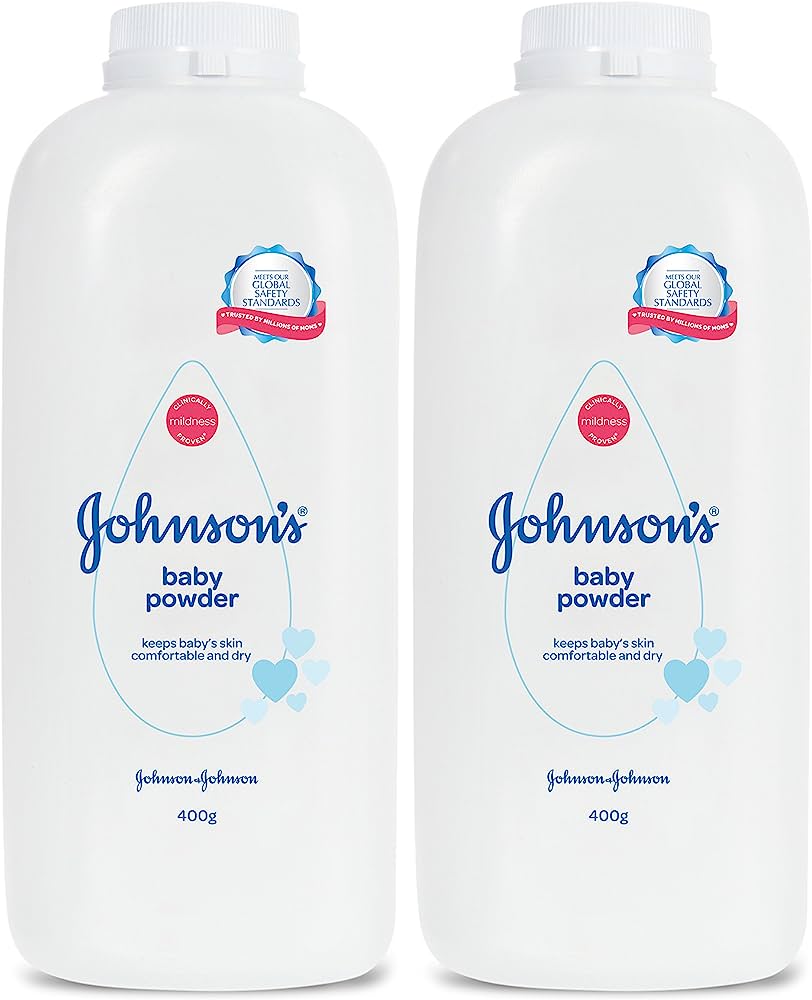 MEETS OUR
GLOBAL
SAFETY
STANDARDS
♥ TRUSTED BY MILLIONS OF MOMS ♥
CLINICALLY
mildness
PROVEN®
Johnson's®
baby
powder
keeps baby's skin
comfortable and dry
Johnson & Johnson
400g
MEETS OUR
GLOBAL
SAFETY
STANDARDS
♥ TRUSTED BY MILLIONS OF MOMS ♥
CLINICALLY
mildness
PROVEN®
Johnson's®
baby
powder
keeps baby's skin
comfortable and dry
Johnson & Johnson
400g